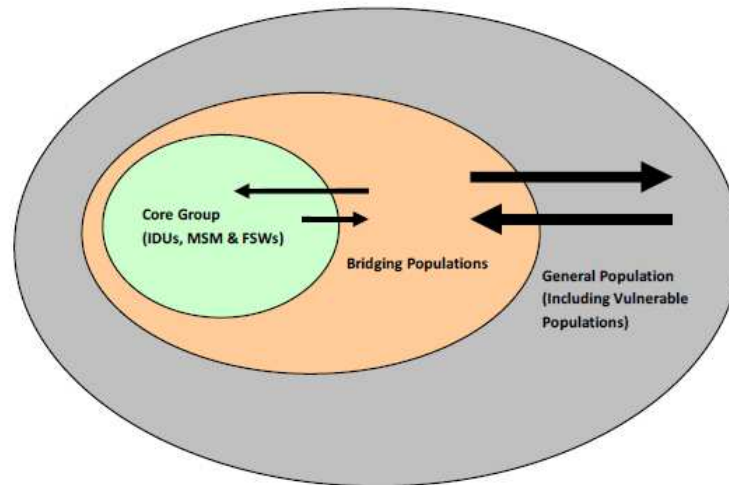 Core Group
(IDUs, MSM & FSWs)
Bridging Populations
General Population
(Including Vulnerable
Populations)